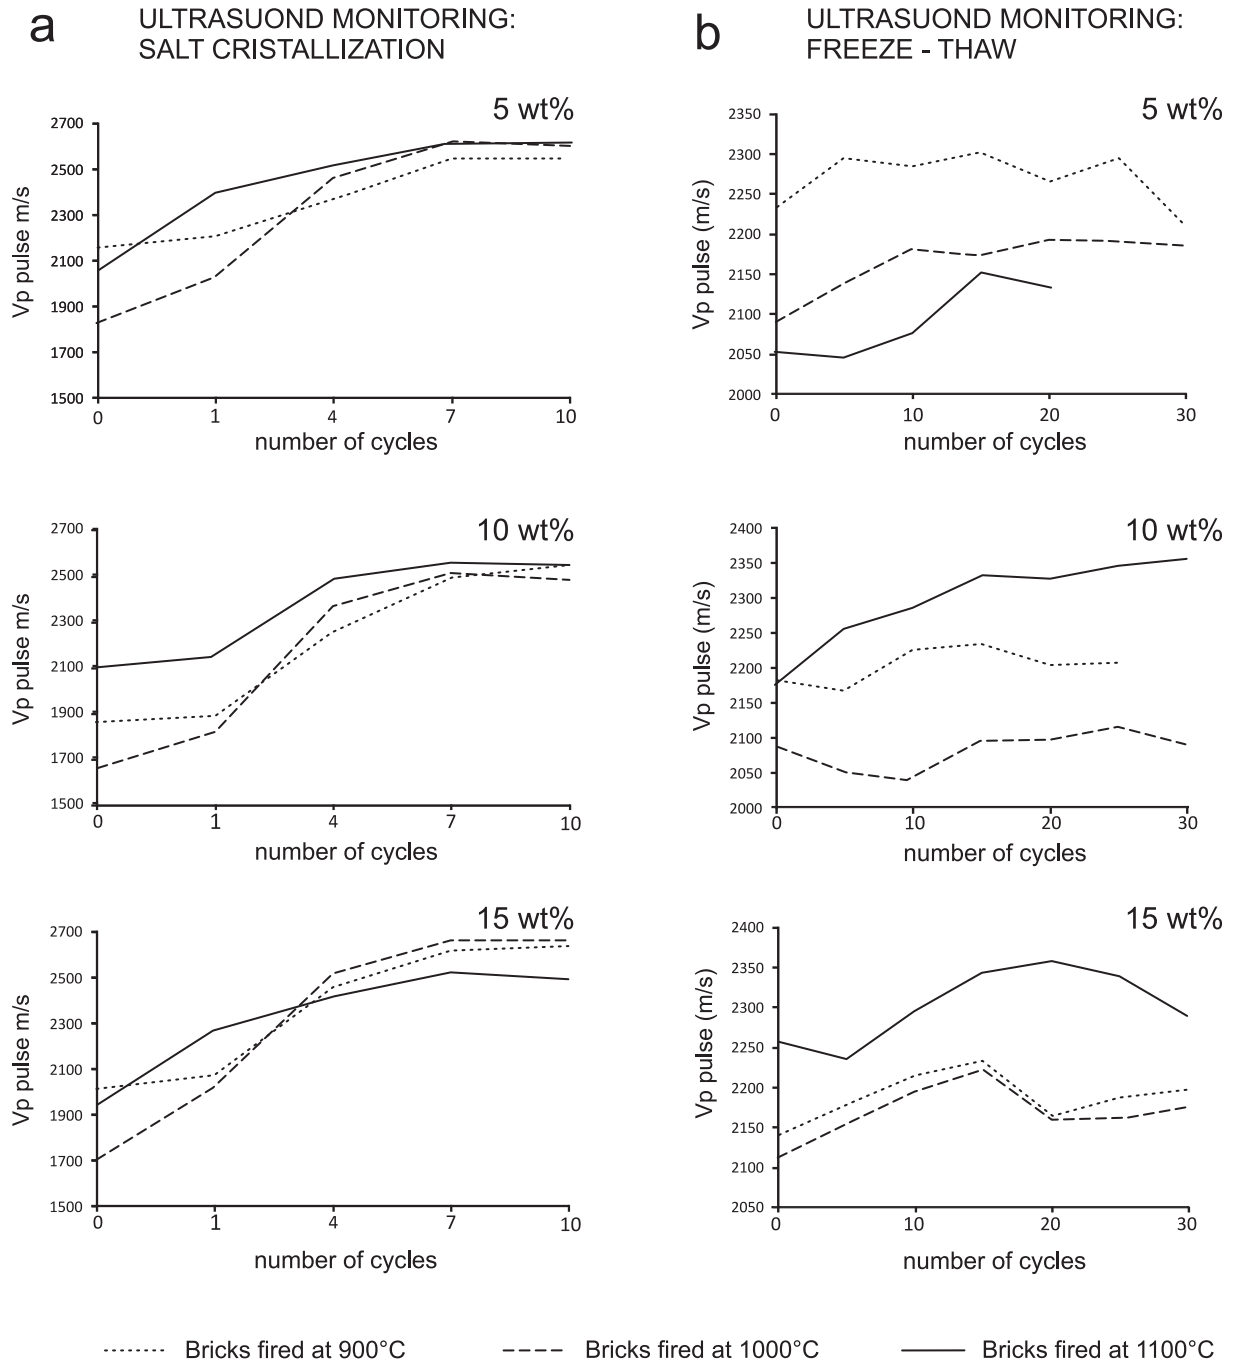 a
ULTRASUOND MONITORING:
SALT CRISTALLIZATION
5 wt%
2700
2500
2300
2100
1900
1700
1500
Vp pulse m/s
0 1 4 7 10
number of cycles
10 wt%
2700
2500
2300
2100
1900
1700
1500
Vp pulse m/s
0 1 4 7 10
number of cycles
15 wt%
2700
2500
2300
2100
1900
1700
1500
Vp pulse m/s
0 1 4 7 10
number of cycles
b
ULTRASUOND MONITORING:
FREEZE - THAW
5 wt%
2350
2300
2250
2200
2150
2100
2050
2000
Vp pulse (m/s)
0 10 20 30
number of cycles
10 wt%
2400
2350
2300
2250
2200
2150
2100
2050
2000
Vp pulse (m/s)
0 10 20 30
number of cycles
15 wt%
2400
2350
2300
2250
2200
2150
2100
2050
Vp pulse (m/s)
0 10 20 30
number of cycles
Bricks fired at 900°C Bricks fired at 1000°C Bricks fired at 1100°C